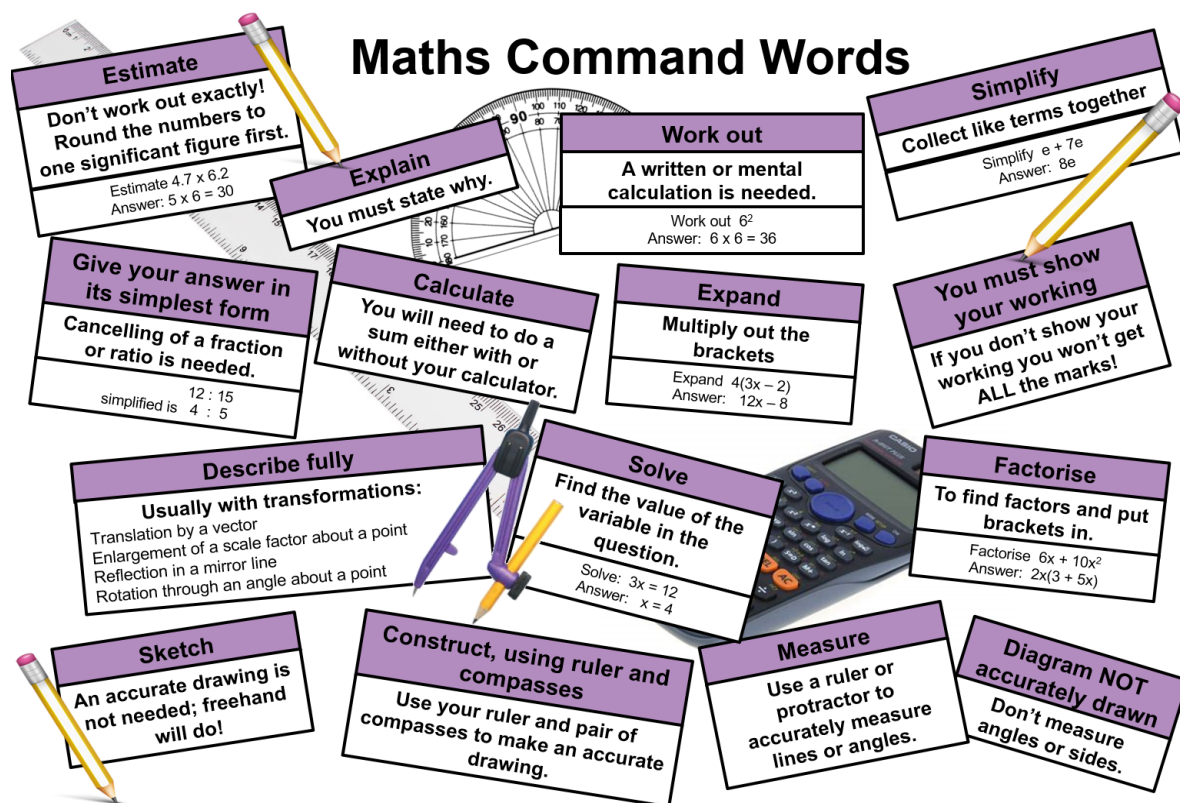 Maths Command Words
Estimate
Don't work out exactly!
Round the numbers to
one significant figure first.
Estimate 4.7 x 6.2
Answer: 5 x 6 = 30
Explain
You must state why.
Work out
A written or mental
calculation is needed.
Work out 6²
Answer: 6 x 6 = 36
Simplify
Collect like terms together
Simplify e + 7e
Answer: 8e
Give your answer in
its simplest form
Cancelling of a fraction
or ratio is needed.
12 : 15
simplified is 4 : 5
Calculate
You will need to do a
sum either with or
without your calculator.
Expand
Multiply out the
brackets
Expand 4(3x – 2)
Answer: 12x – 8
You must show
your working
If you don't show your
working you won't get
ALL the marks!
Describe fully
Usually with transformations:
Translation by a vector
Enlargement of a scale factor about a point
Reflection in a mirror line
Rotation through an angle about a point
Solve
Find the value of the
variable in the
question.
Solve: 3x = 12
Answer: x = 4
CASIO
AC
Factorise
To find factors and put
brackets in.
Factorise 6x + 10x²
Answer: 2x(3 + 5x)
Sketch
An accurate drawing is
not needed; freehand
will do!
Construct, using ruler and
compasses
Use your ruler and pair of
compasses to make an accurate
drawing.
Measure
Use a ruler or
protractor to
accurately measure
lines or angles.
Diagram NOT
accurately drawn
Don't measure
angles or sides.